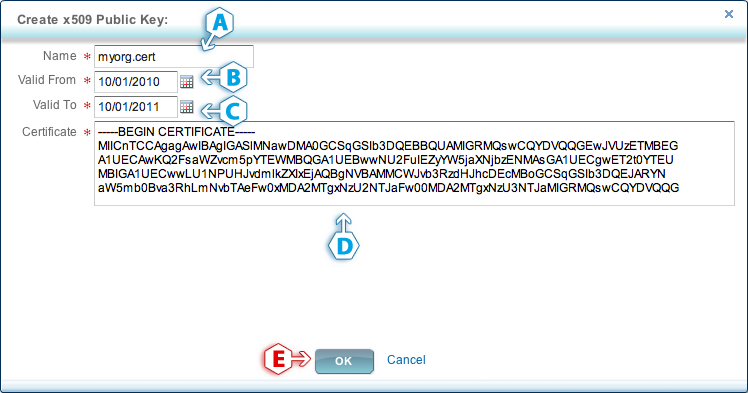 Create x509 Public Key:
A
Name * myorg.cert
Valid From * 10/01/2010 B
Valid To * 10/01/2011 C
Certificate * -----BEGIN CERTIFICATE-----
MIICnTCCAgagAwIBAgIGASIMNawDMA0GCSqGSIb3DQEBBQUAMIGRMQswCQYDVQQGEwJVUzETMBEG
A1UECAwKQ2FsaWZvcm5pYTEWMBQGA1UEBwwNU2FuIEZyYW5jaXNjbzENMAsGA1UECgwET2t0YTEU
MBIGA1UECwwLU1NPUHJvdmlkZXIxEjAQBgNVBAMMCWJvb3RzdHJhcDEcMBoGCSqGSIb3DQEJARYN
aW5mb0Bva3RhLmNvbTAeFw0xMDA2MTgxNzU2NTJaFw00MDA2MTgxNzU3NTJaMIGRMQswCQYDVQQG
D
E OK Cancel